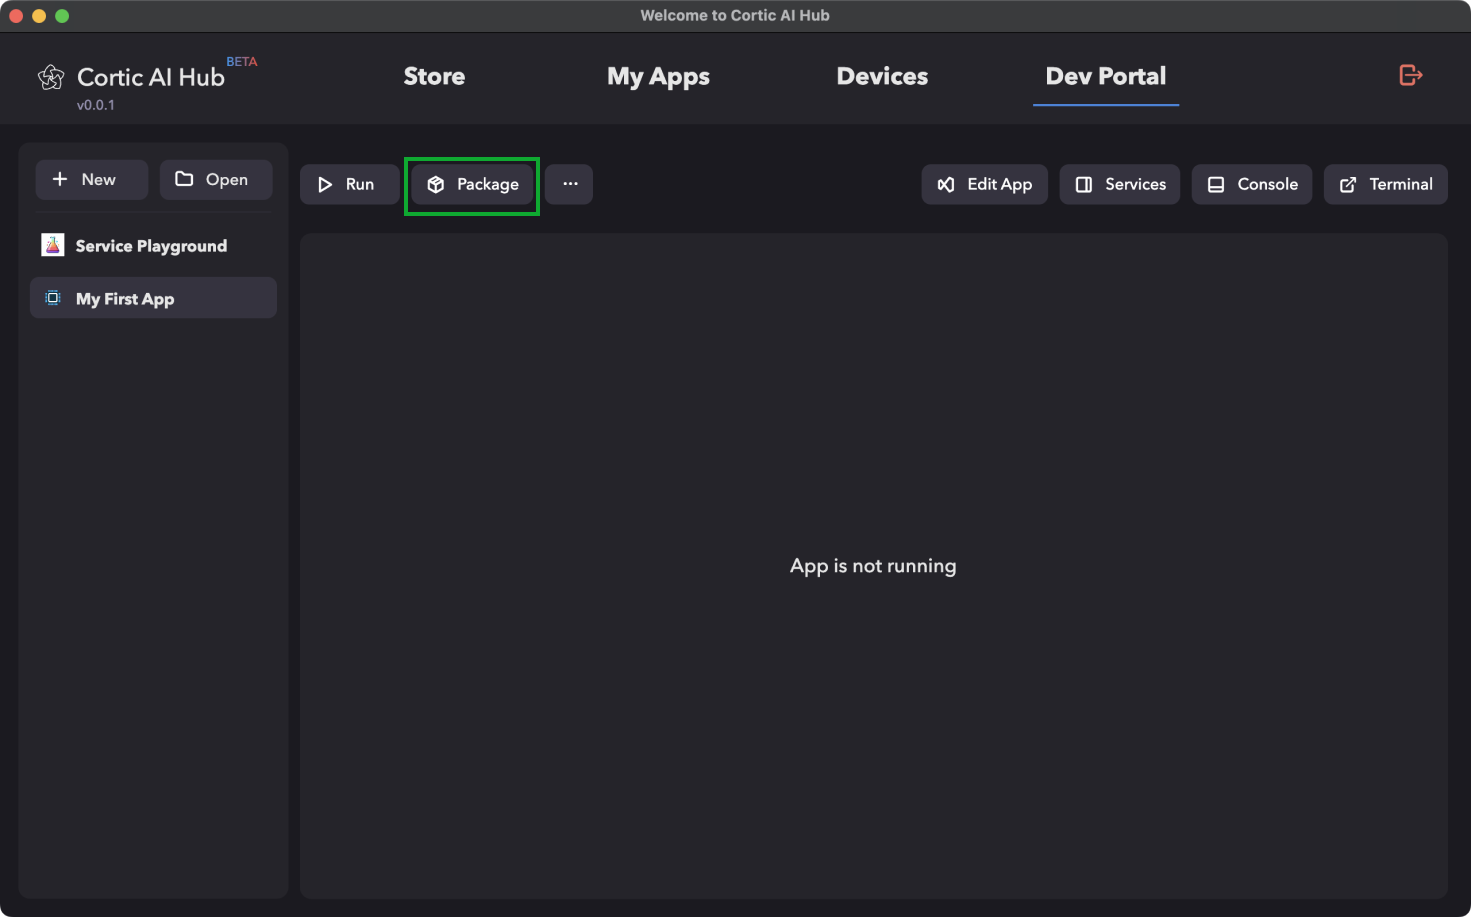 Welcome to Cortic AI Hub
Cortic AI Hub BETA
v0.0.1
Store
My Apps
Devices
Dev Portal
New
Open
Run
Package
...
Edit App
Services
Console
Terminal
Service Playground
My First App
App is not running